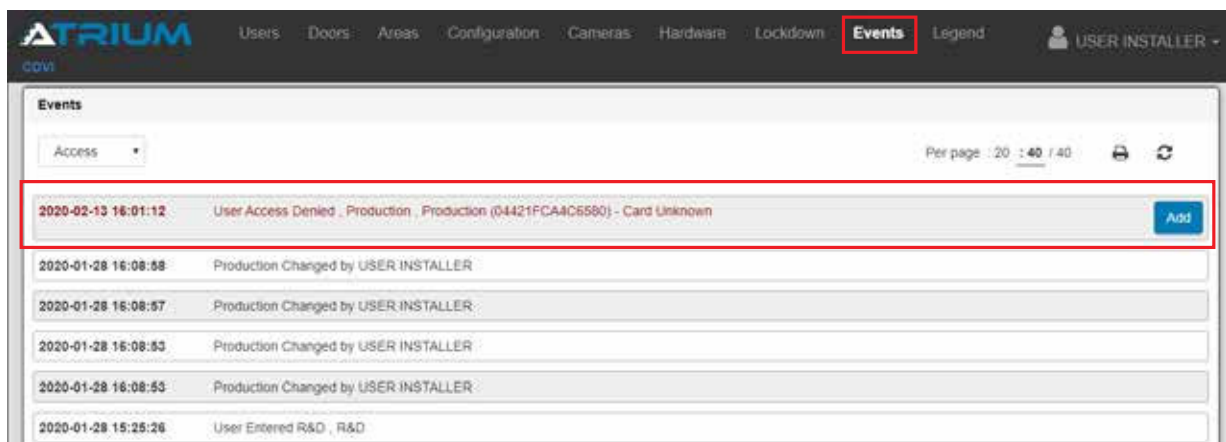 ATRIUM Users Doors Areas Configuration Cameras Hardware Lockdown Events Legend USER INSTALLER
CDVI
Events
Access Per page : 20 : 40 / 40
2020-02-13 16:01:12 User Access Denied , Production , Production (04421FCA4C6580) - Card Unknown Add
2020-01-28 16:08:58 Production Changed by USER INSTALLER
2020-01-28 16:08:57 Production Changed by USER INSTALLER
2020-01-28 16:08:53 Production Changed by USER INSTALLER
2020-01-28 16:08:53 Production Changed by USER INSTALLER
2020-01-28 15:25:26 User Entered R&D , R&D